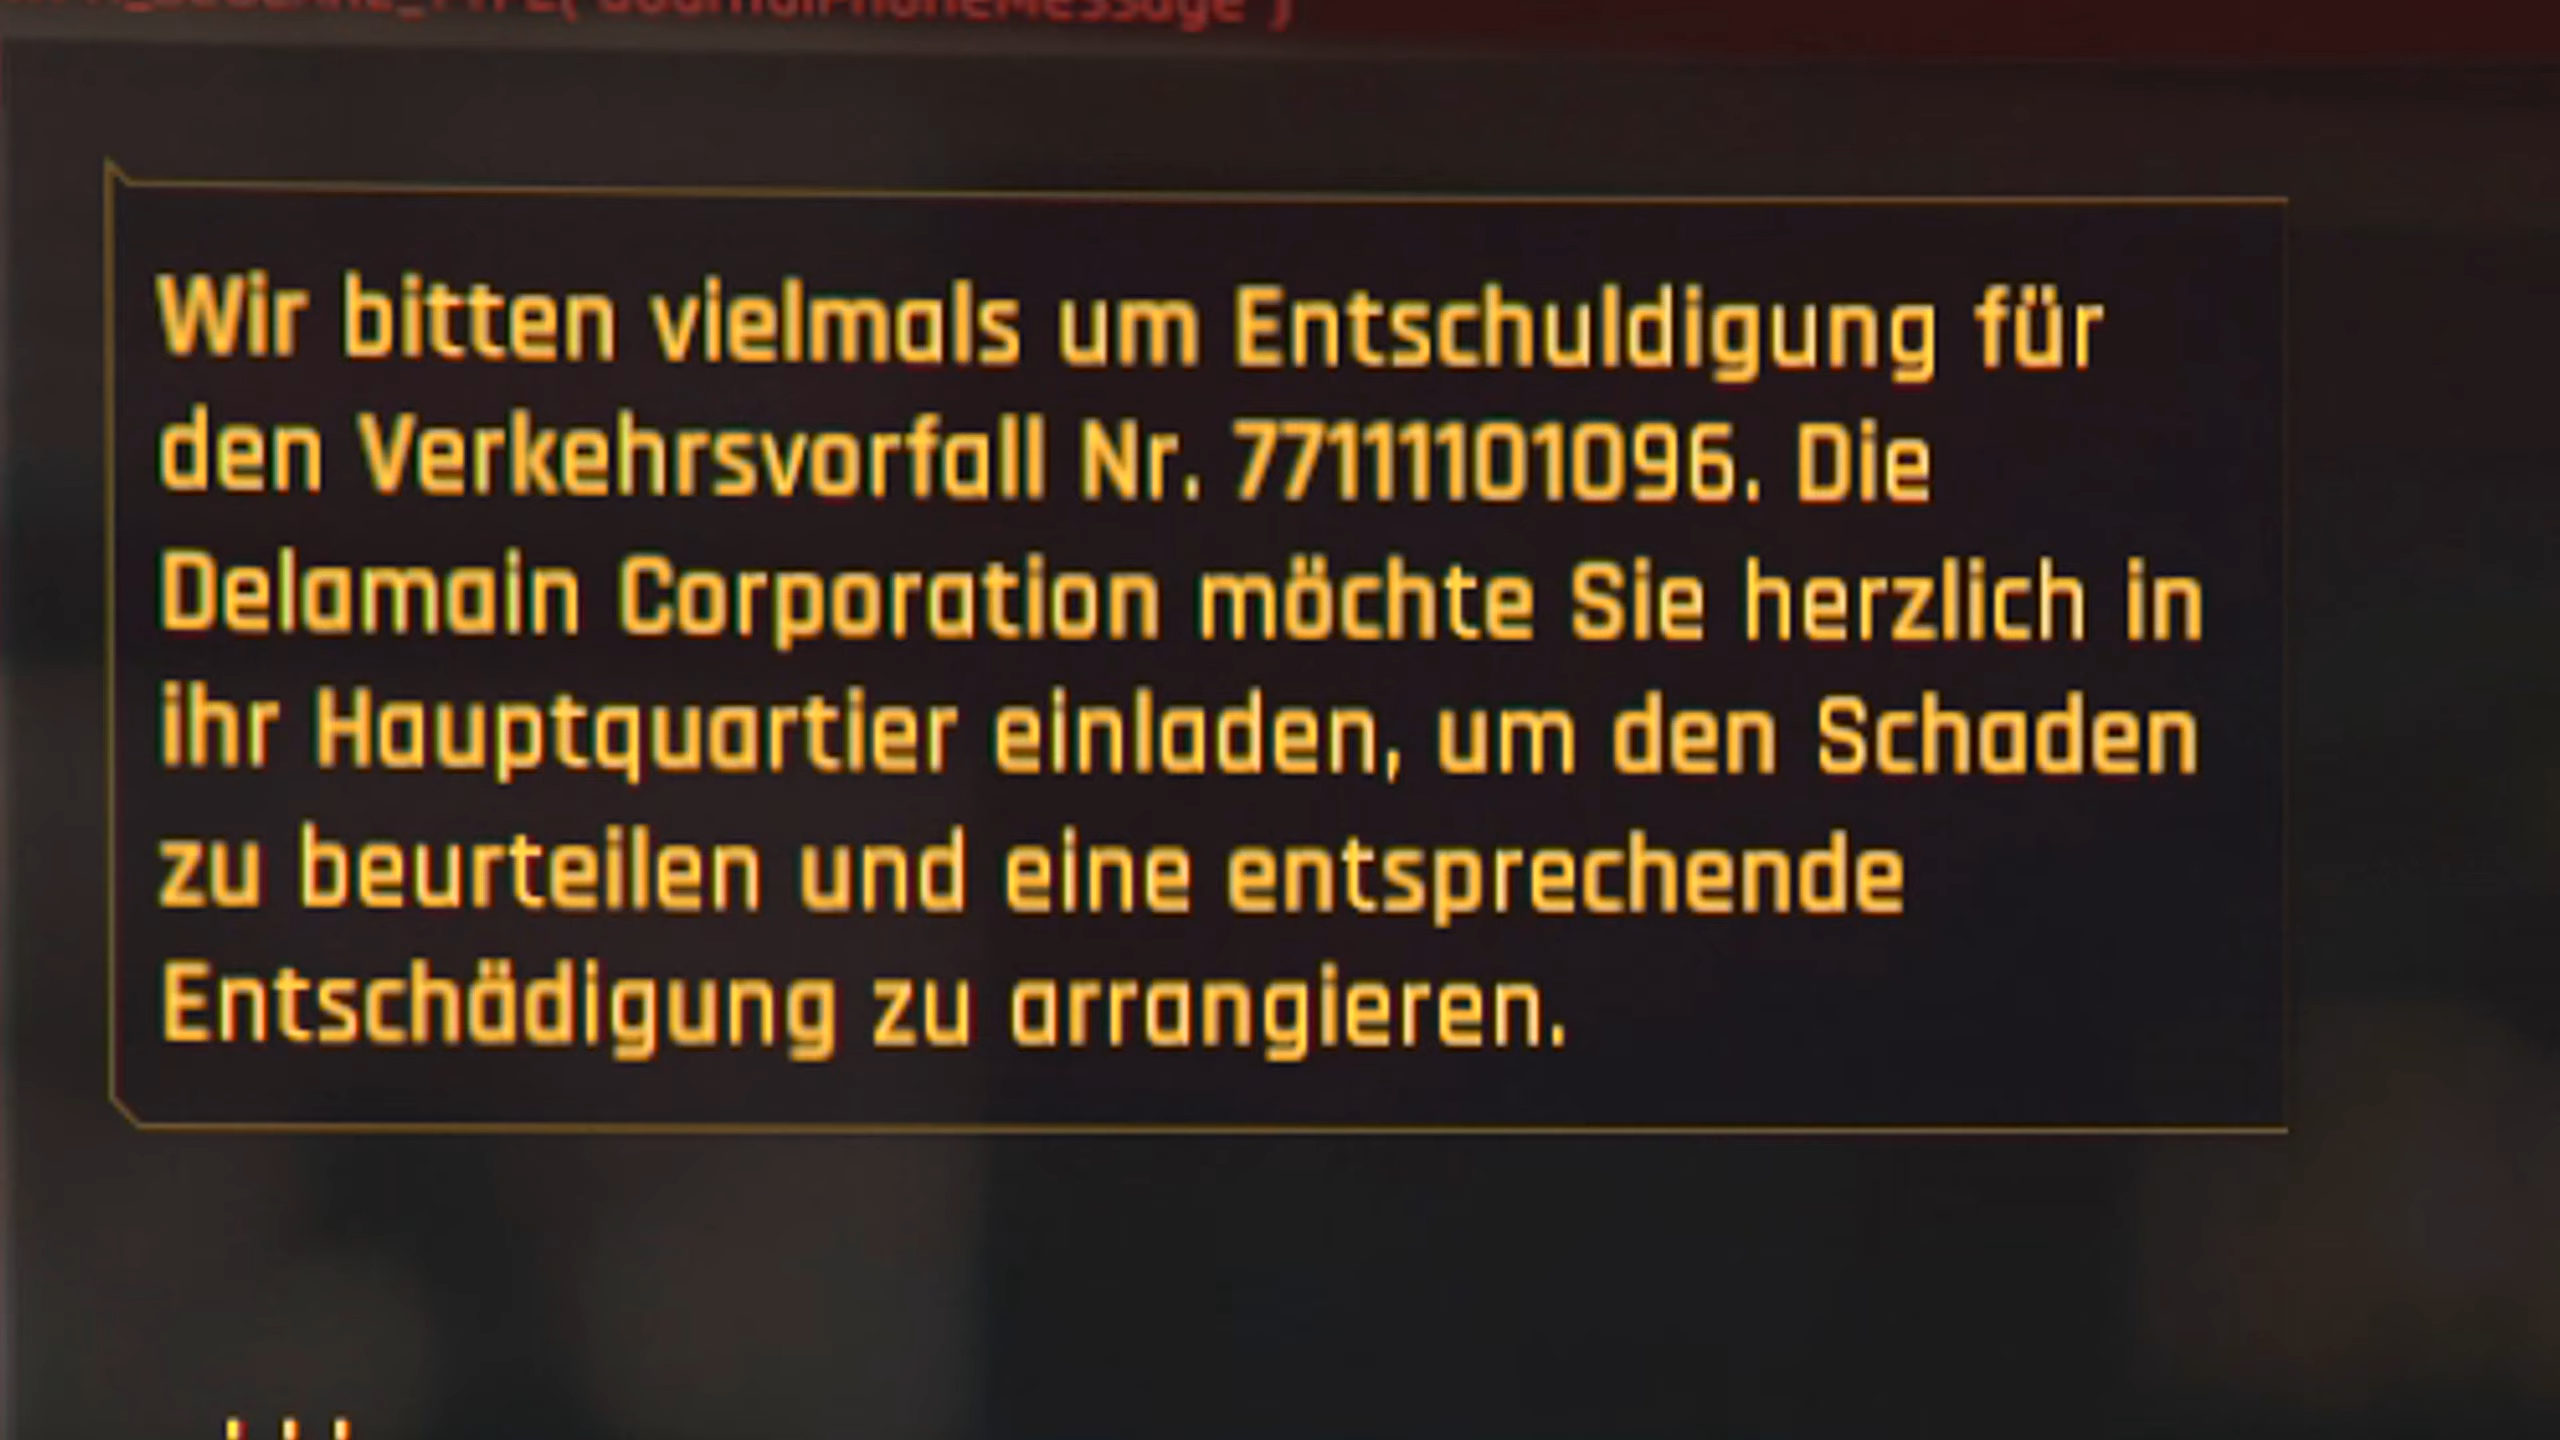 Wir bitten vielmals um Entschuldigung für
den Verkehrsvorfall Nr. 77111101096. Die
Delamain Corporation möchte Sie herzlich in
ihr Hauptquartier einladen, um den Schaden
zu beurteilen und eine entsprechende
Entschädigung zu arrangieren.